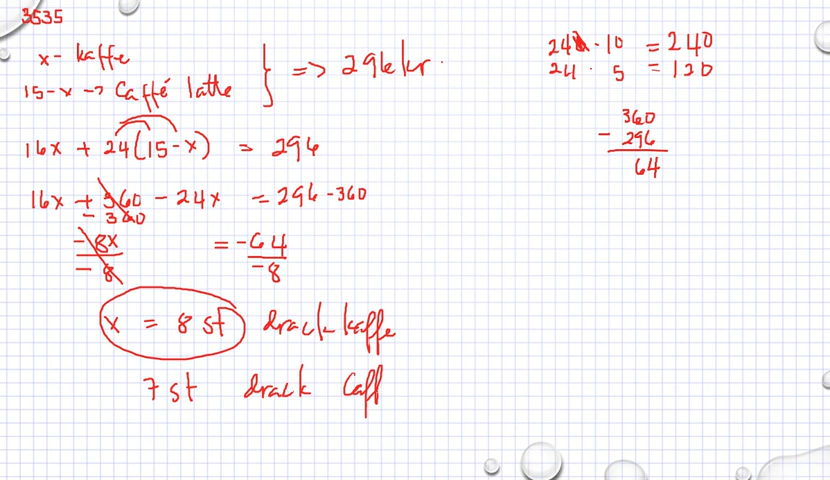 3535
x - kaffe
15-x → Caffé latte
} => 296 kr.
16x + 24(15-x) = 296
16x + 360 - 24x = 296 - 360
- 360
-8x = -64
-8 -8
x = 8 st drack kaffe
7 st drack Caff
24 · 10 = 240
24 · 5 = 120
360
- 296
64